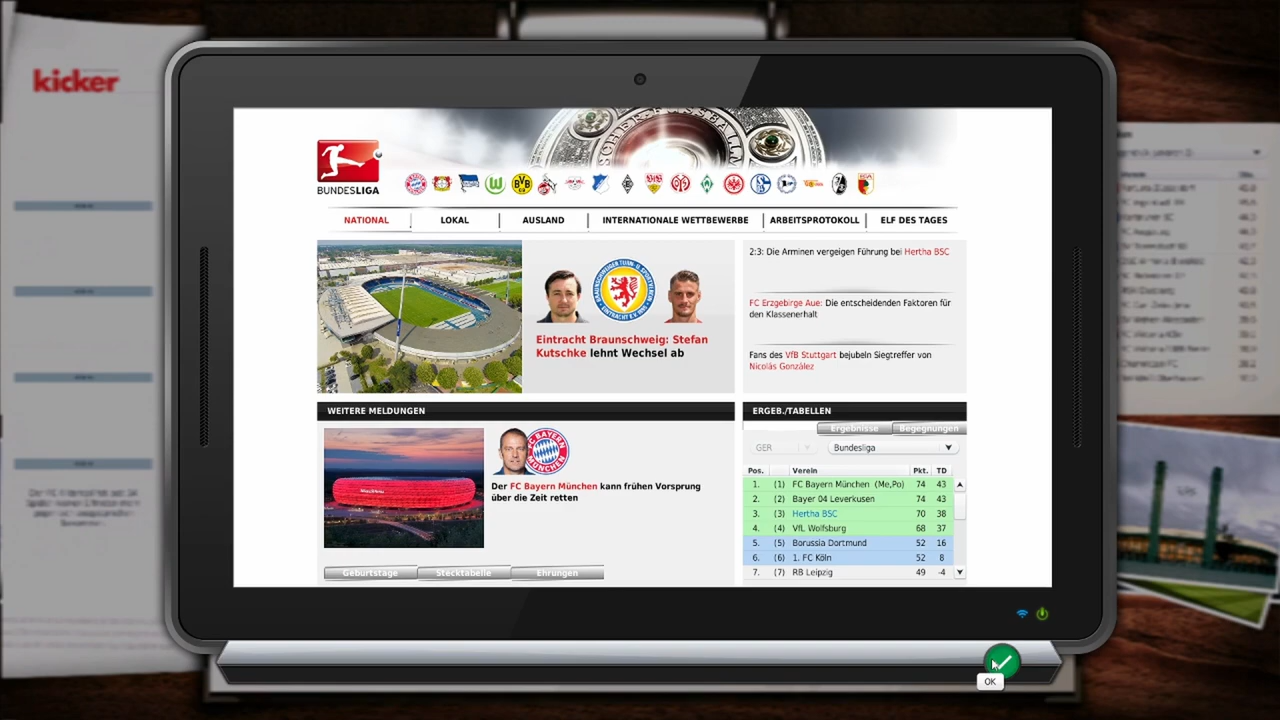 kicker
BUNDESLIGA
NATIONAL
LOKAL
AUSLAND
INTERNATIONALE WETTBEWERBE
ARBEITSPROTOKOLL
ELF DES TAGES
Eintracht Braunschweig: Stefan
Kutschke lehnt Wechsel ab
2:3: Die Arminen vergeigen Führung bei Hertha BSC
FC Erzgebirge Aue: Die entscheidenden Faktoren für
den Klassenerhalt
Fans des VfB Stuttgart bejubeln Siegtreffer von
Nicolás González
WEITERE MELDUNGEN
Der FC Bayern München kann frühen Vorsprung
über die Zeit retten
Geburtstage
Stecktabelle
Ehrungen
ERGEB./TABELLEN
Ergebnisse
Begegnungen
GER
Bundesliga
Pos. Verein Pkt. TD
1. (1) FC Bayern München (Me,Po) 74 43
2. (2) Bayer 04 Leverkusen 74 43
3. (3) Hertha BSC 70 38
4. (4) VfL Wolfsburg 68 37
5. (5) Borussia Dortmund 52 16
6. (6) 1. FC Köln 52 8
7. (7) RB Leipzig 49 -4
OK